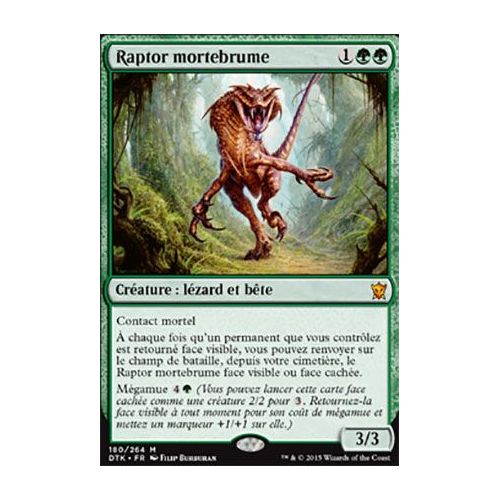 Raptor mortebrume 1
Créature : lézard et bête
Contact mortel
À chaque fois qu'un permanent que vous contrôlez
est retourné face visible, vous pouvez renvoyer sur
le champ de bataille, depuis votre cimetière, le
Raptor mortebrume face visible ou face cachée.
Mégamue 4 (Vous pouvez lancer cette carte face
cachée comme une créature 2/2 pour 3. Retournez-la
face visible à tout moment pour son coût de mégamue et
mettez un marqueur +1/+1 sur elle.)
3/3
180/264 M
DTK • FR Filip Burburan
™ & © 2015 Wizards of the Coast